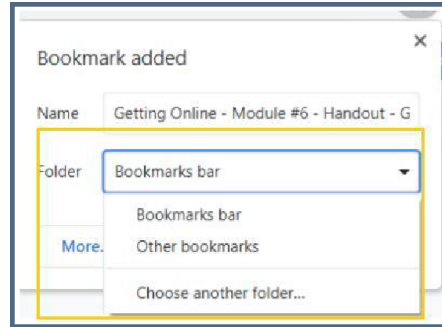 Bookmark added
Name Getting Online - Module #6 - Handout - G
Folder Bookmarks bar
Bookmarks bar
Other bookmarks
More.
Choose another folder...